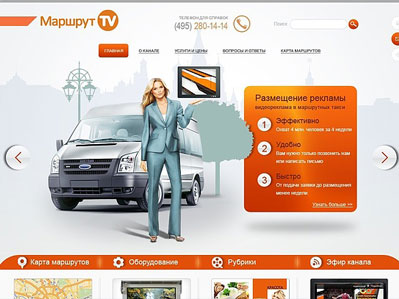 Маршрут TV
ТЕЛЕФОН ДЛЯ СПРАВОК
(495) 280-14-14
Поиск
ГЛАВНАЯ
О КАНАЛЕ
УСЛУГИ И ЦЕНЫ
ВОПРОСЫ И ОТВЕТЫ
КАРТА МАРШРУТОВ
Размещение рекламы
видеорекламы в маршрутных такси
1 Эффективно
Охват 4 млн. человек за 4 недели
2 Удобно
Вам нужно только позвонить нам
или написать письмо
3 Быстро
От подачи заявки до размещения
менее недели
Узнать больше >>
Карта маршрутов
Оборудование
Рубрики
Эфир канала